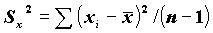 Sₓ² = ∑ (xᵢ − x̄)² /(n − 1)